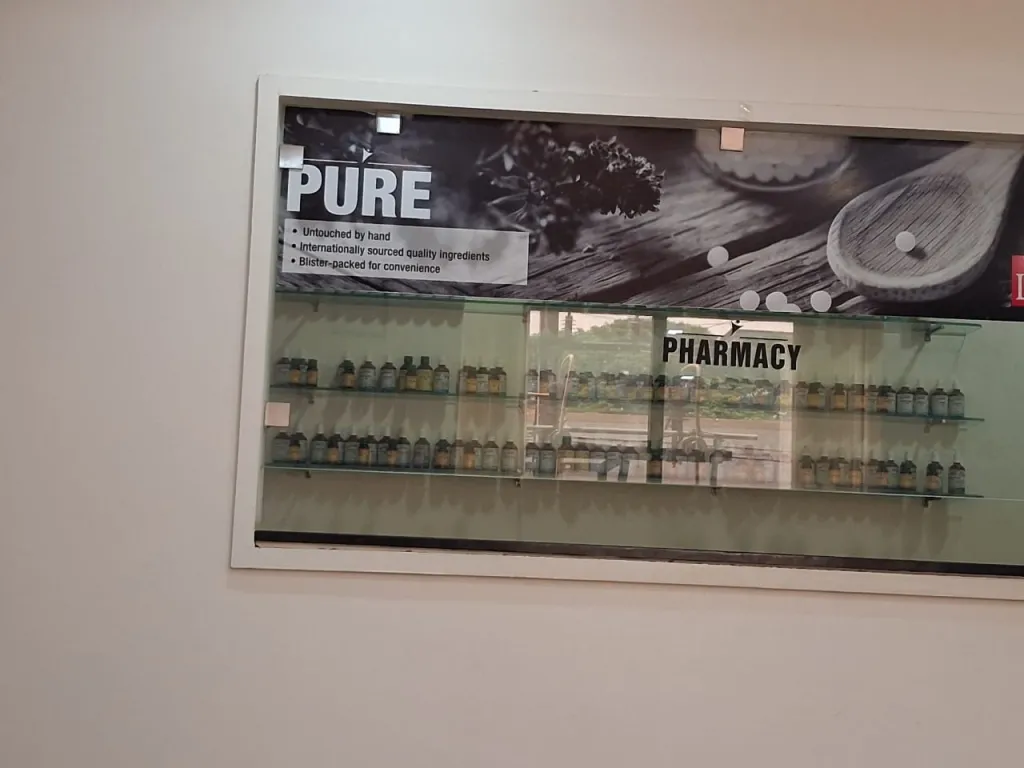 PURE
• Untouched by hand
• Internationally sourced quality ingredients
• Blister-packed for convenience
PHARMACY